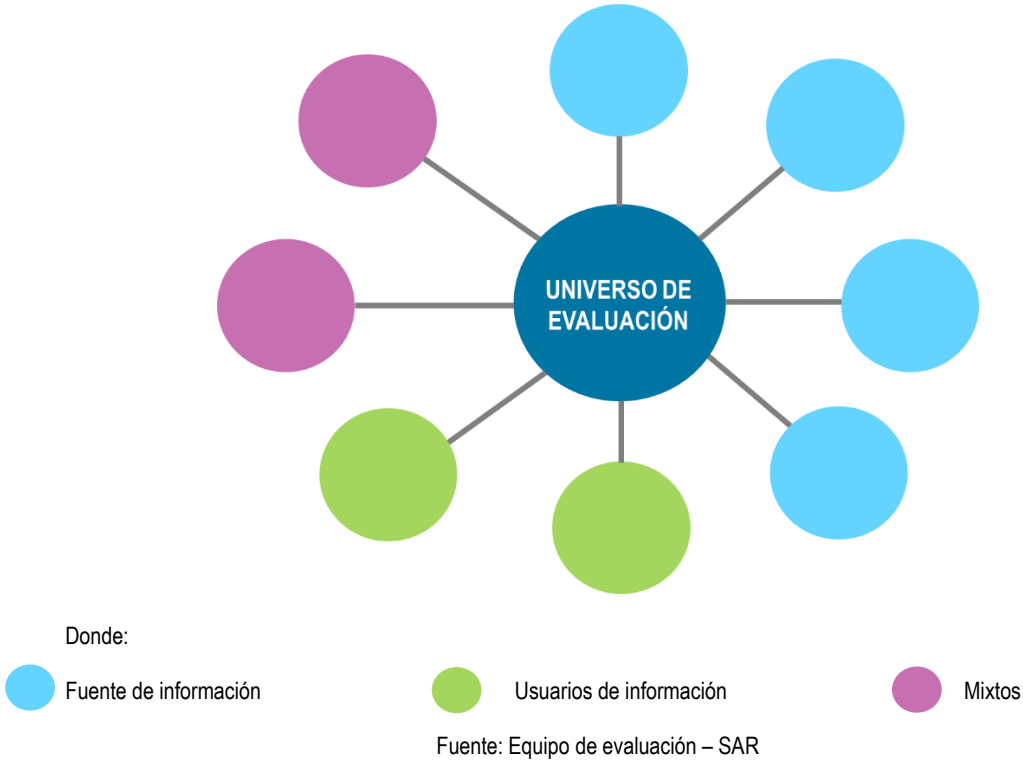 UNIVERSO DE
EVALUACIÓN
Donde:
Fuente de información
Usuarios de información
Mixtos
Fuente: Equipo de evaluación – SAR